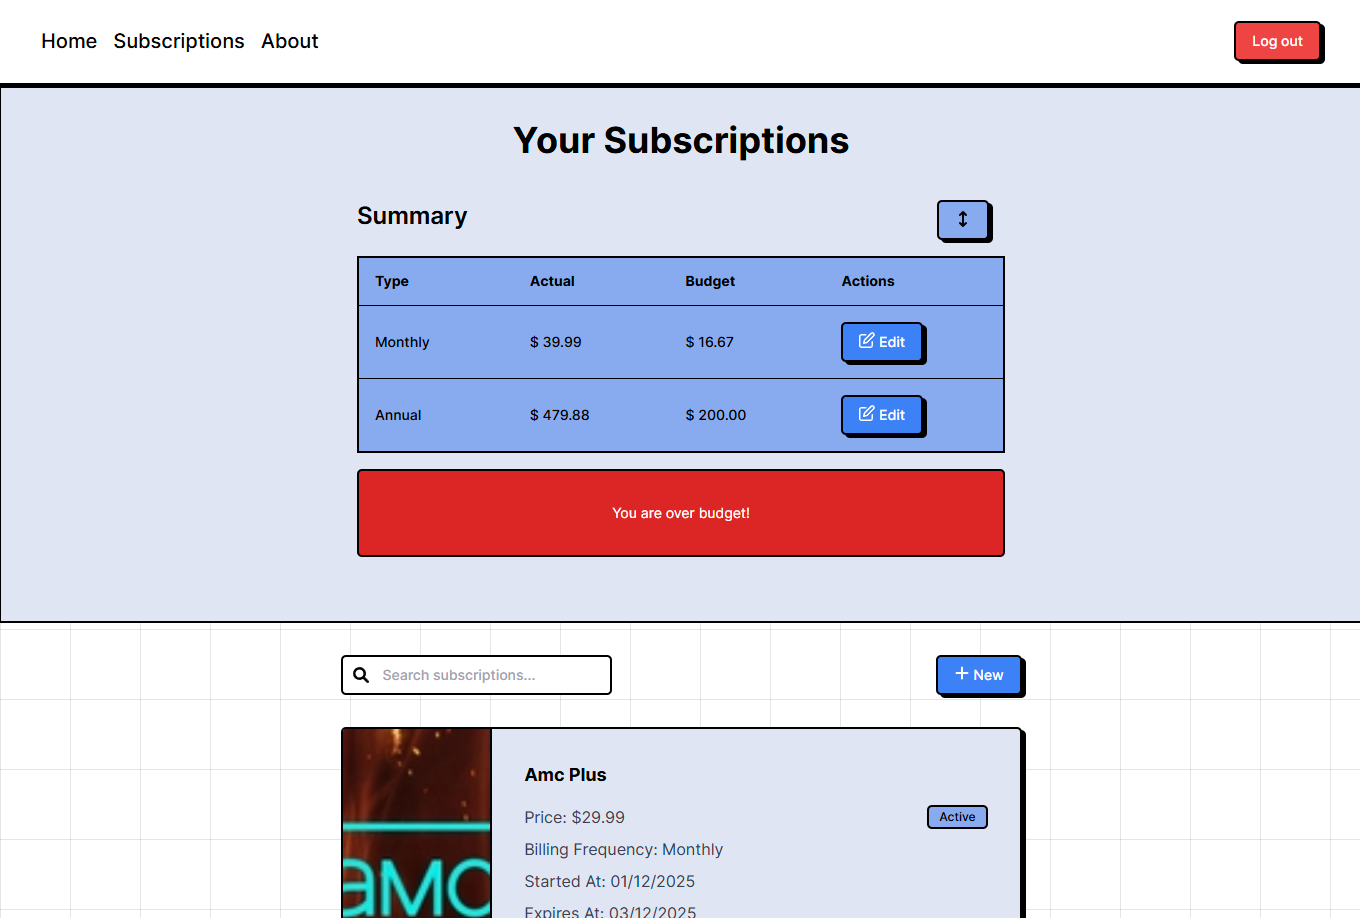 Home Subscriptions About Log out
Your Subscriptions
Summary
Type Actual Budget Actions
Monthly $ 39.99 $ 16.67 Edit
Annual $ 479.88 $ 200.00 Edit
You are over budget!
Search subscriptions... New
Amc Plus
Price: $29.99 Active
Billing Frequency: Monthly
Started At: 01/12/2025
Expires At: 03/12/2025
amc